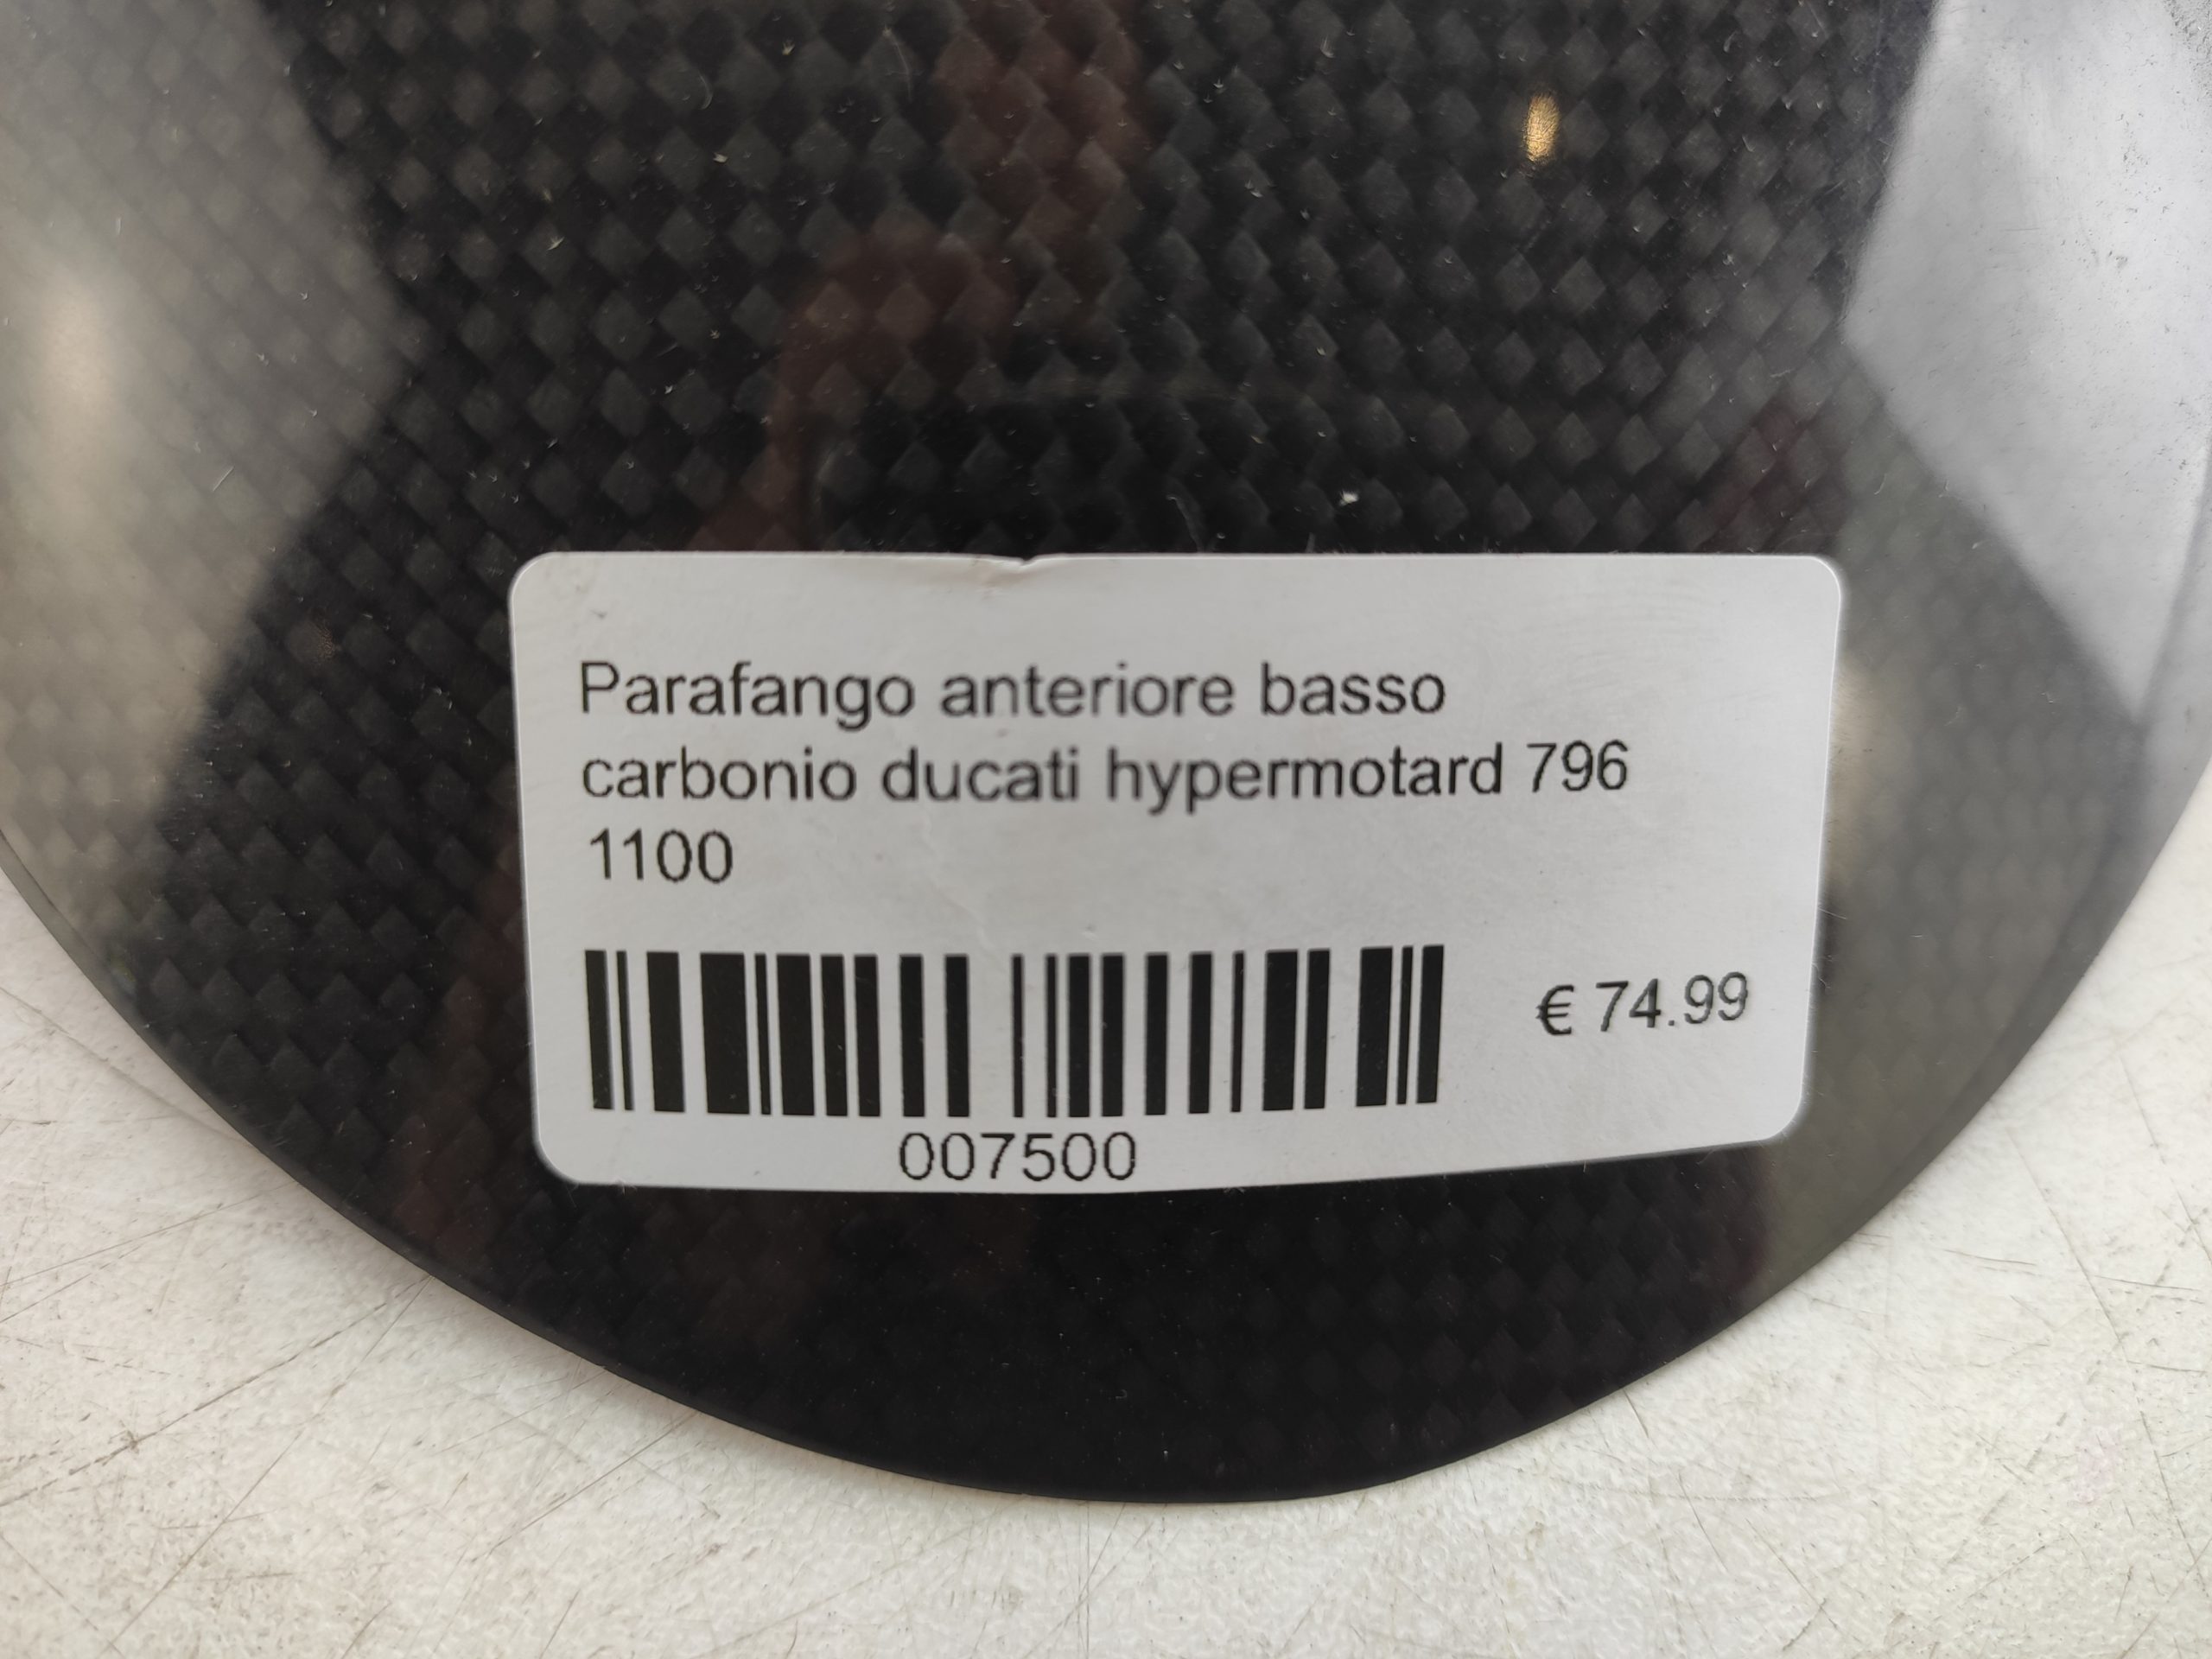 Parafango anteriore basso
carbonio ducati hypermotard 796
1100
€ 74.99
007500